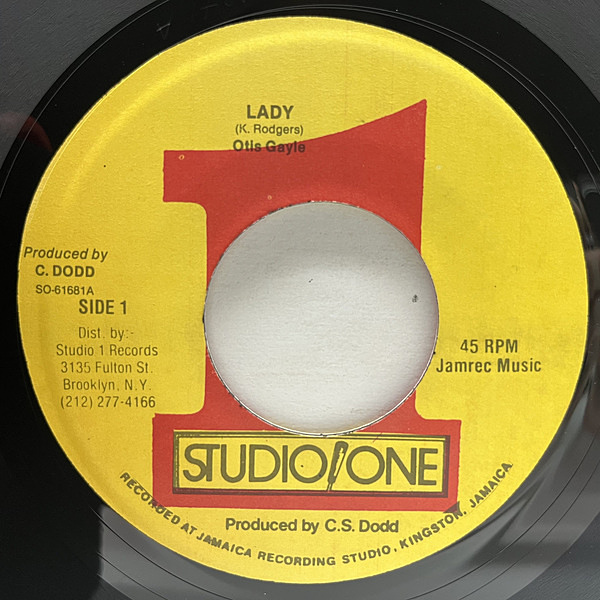 LADY
(K. Rodgers)
Otis Gayle
Produced by
C. DODD
SO-61681A
SIDE 1
Dist. by:-
Studio 1 Records
3135 Fulton St.
Brooklyn, N.Y.
(212) 277-4166
45 RPM
Jamrec Music
STUDIO ONE
Produced by C.S. Dodd
RECORDED AT JAMAICA RECORDING STUDIO, KINGSTON, JAMAICA